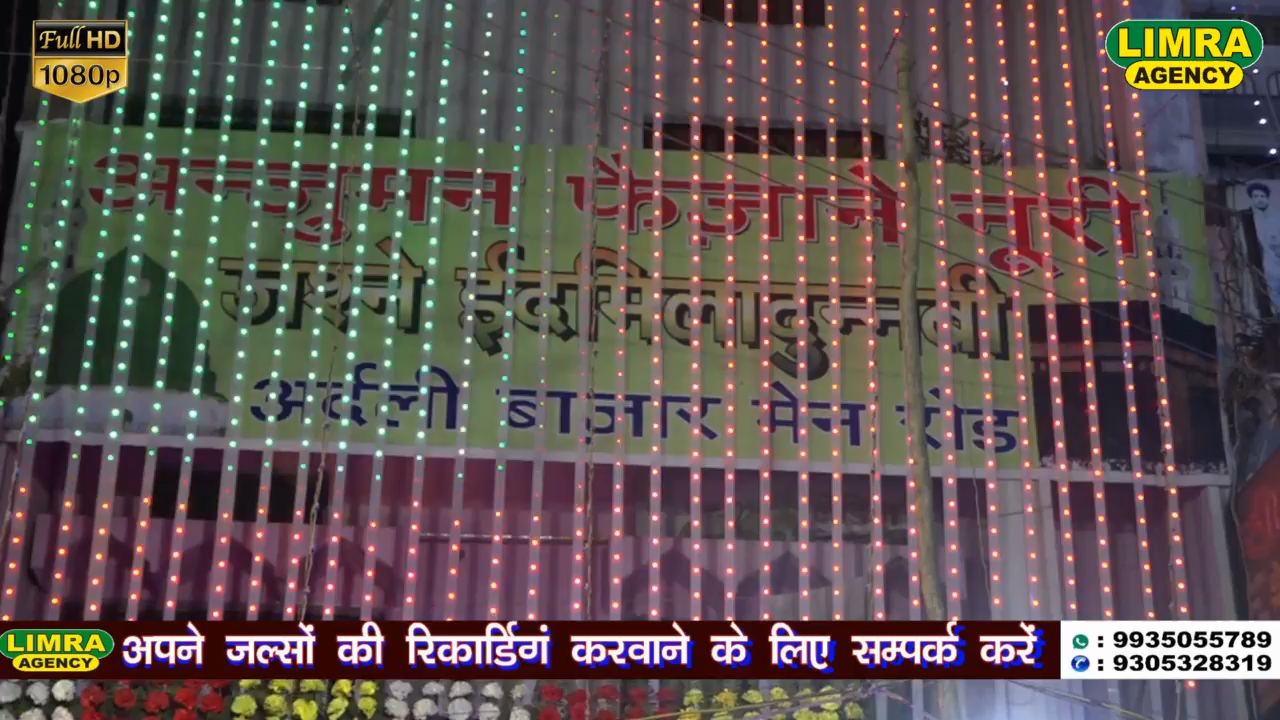 Full HD
1080p
LIMRA
AGENCY
अन्जुमन फैज़ाने नूरी
जश्ने ईदमिलादुन्नबी
अर्दली बाज़ार मेन रोड
LIMRA
AGENCY
अपने जल्सों की रिकार्डिगं करवाने के लिए सम्पर्क करें
: 9935055789
: 9305328319